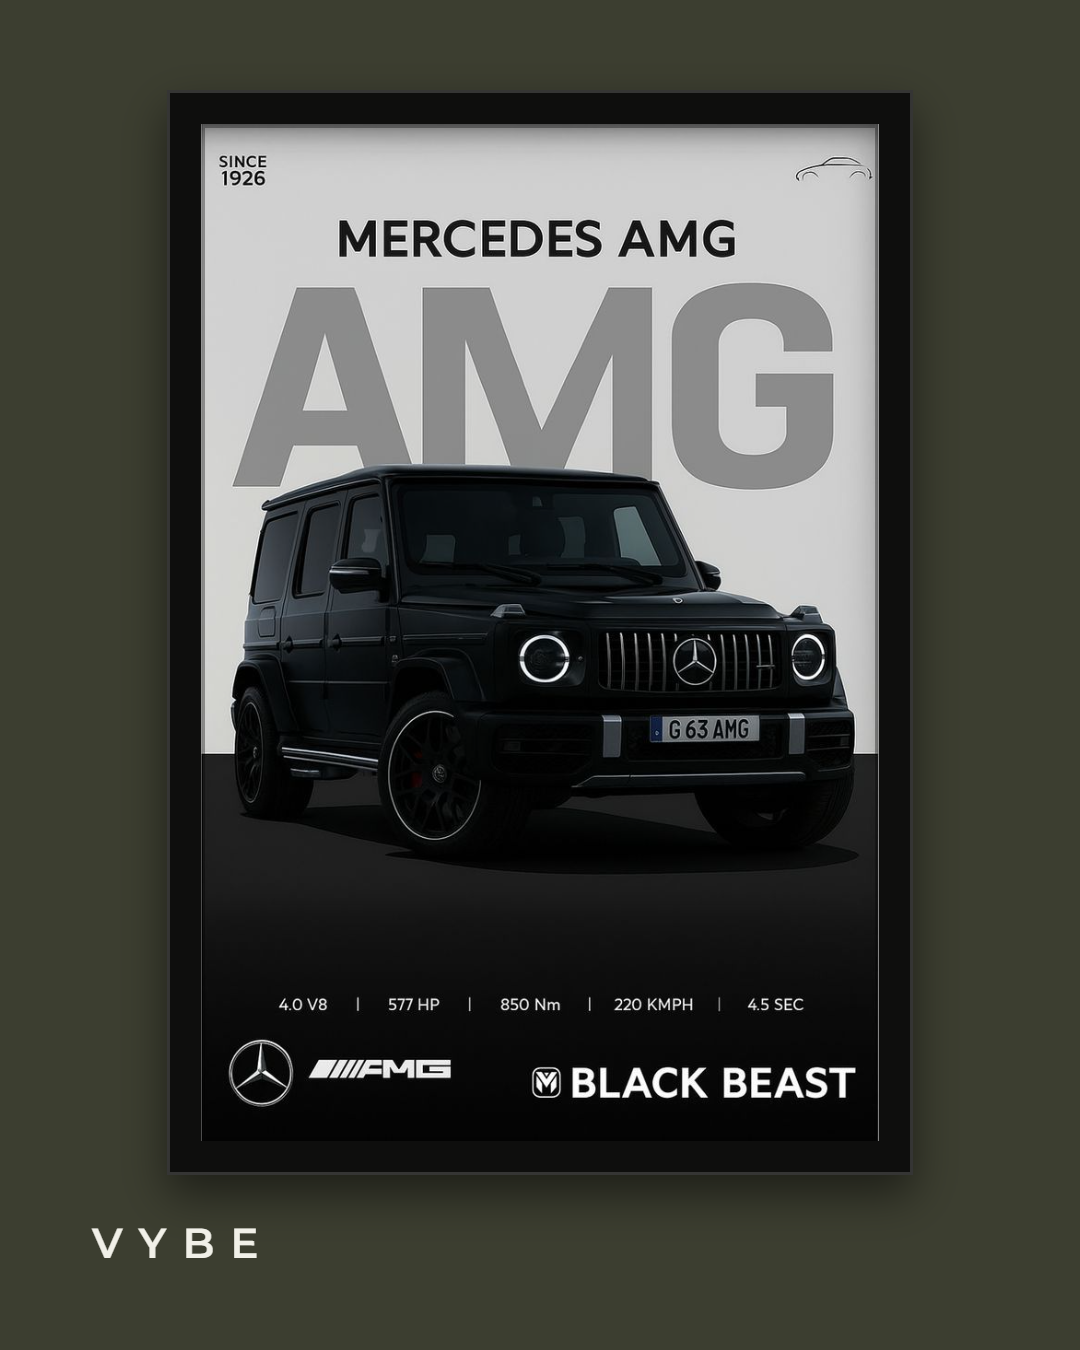 SINCE
1926
MERCEDES AMG
AMG
G 63 AMG
4.0 V8 | 577 HP | 850 Nm | 220 KMPH | 4.5 SEC
AMG
BLACK BEAST
VYBE